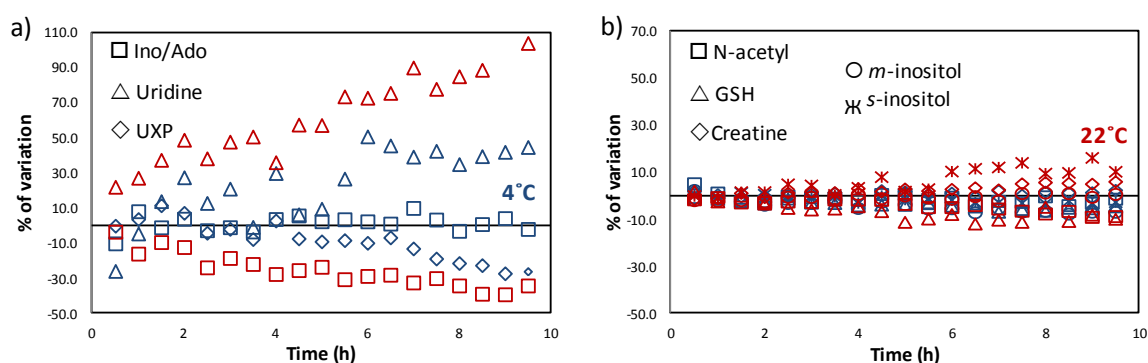 a)
% of variation
110.0
90.0
70.0
50.0
30.0
10.0
-10.0
-30.0
-50.0
Ino/Ado
Uridine
UXP
4˚C
0 2 4 6 8 10
Time (h)
b)
% of variation
70.0
50.0
30.0
10.0
-10.0
-30.0
-50.0
N-acetyl
GSH
Creatine
m-inositol
s-inositol
22˚C
0 2 4 6 8 10
Time (h)